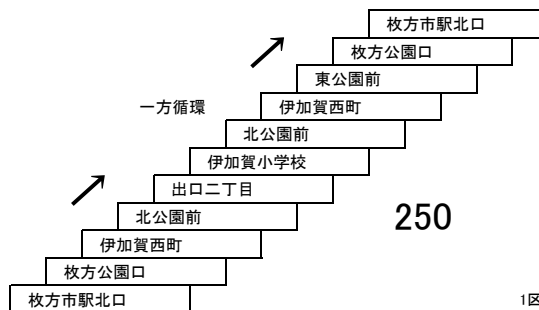 枚方市駅北口
枚方公園口
東公園前
一方循環
伊加賀西町
北公園前
伊加賀小学校
出口二丁目
北公園前
250
伊加賀西町
枚方公園口
枚方市駅北口
1区